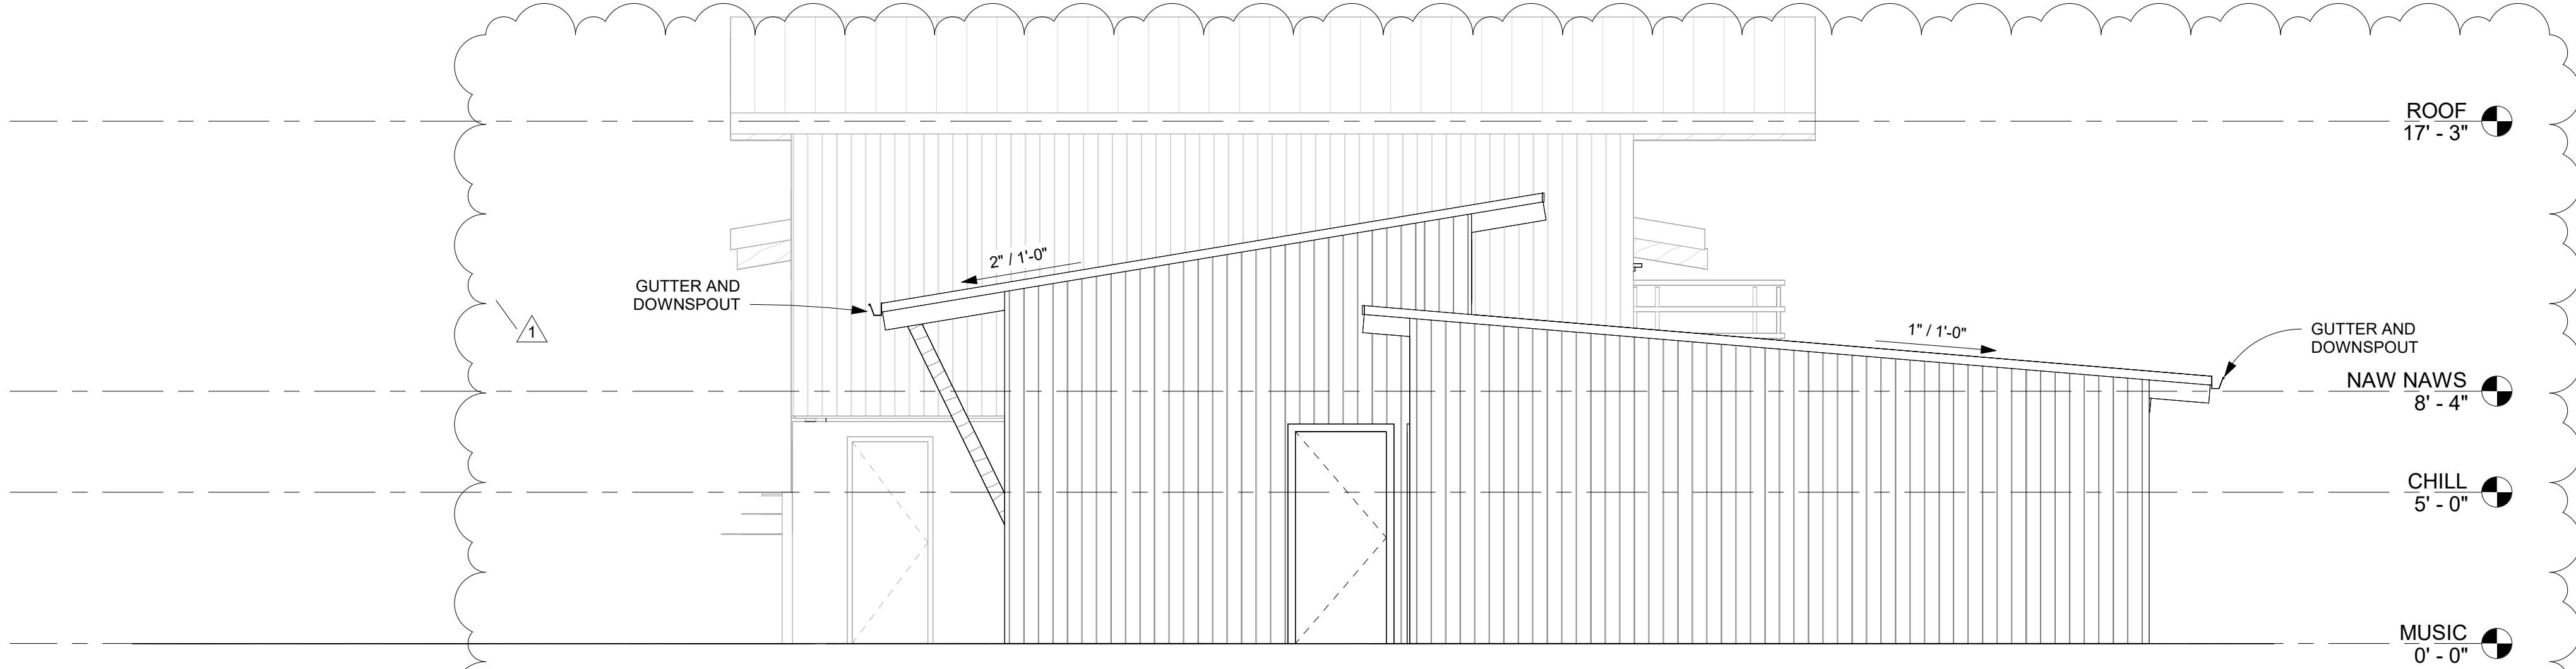 ROOF
17' - 3"
2" / 1'-0"
GUTTER AND
DOWNSPOUT
1
1" / 1'-0"
GUTTER AND
DOWNSPOUT
NAW NAWS
8' - 4"
CHILL
5' - 0"
MUSIC
0' - 0"